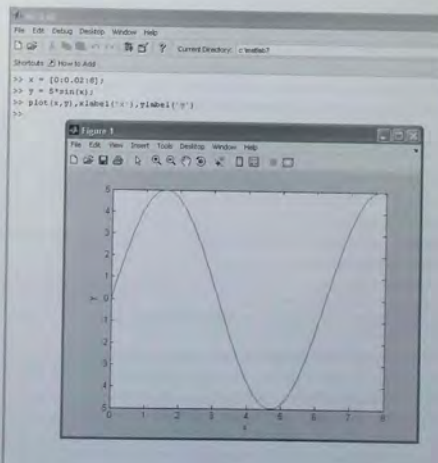 File Edit Debug Desktop Window Help
Current Directory: c:\matlab7
Shortcuts How to Add
>> x = [0:0.02:8];
>> y = 5*sin(x);
>> plot(x,y),xlabel('x'),ylabel('y')
>>
Figure 1
File Edit View Insert Tools Desktop Window Help
5
4
3
2
1
0
1
2
3
4
5
y
0 1 2 3 4 5 6 7 8
x